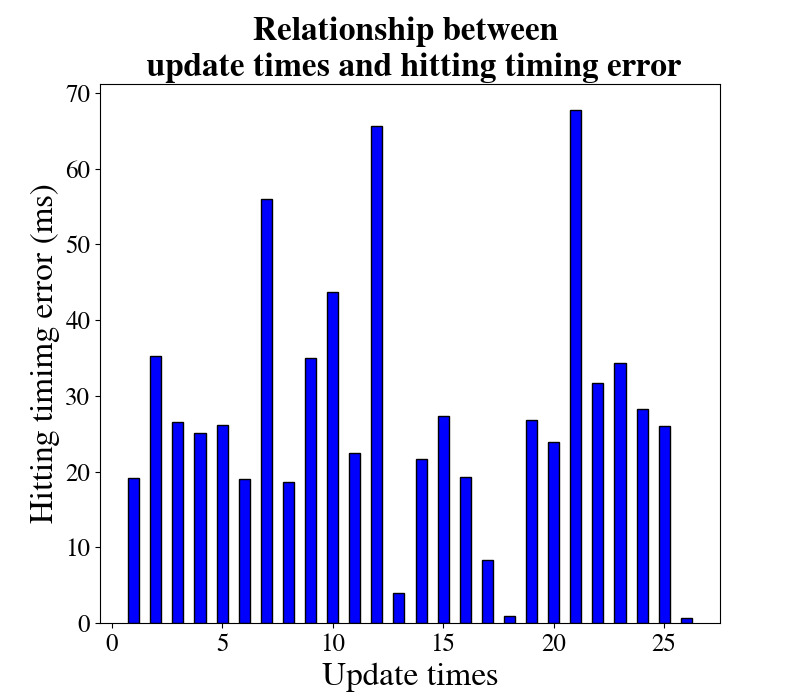 Relationship between
update times and hitting timing error
70
60
50
40
30
20
10
0
Hitting timimg error (ms)
0 5 10 15 20 25
Update times